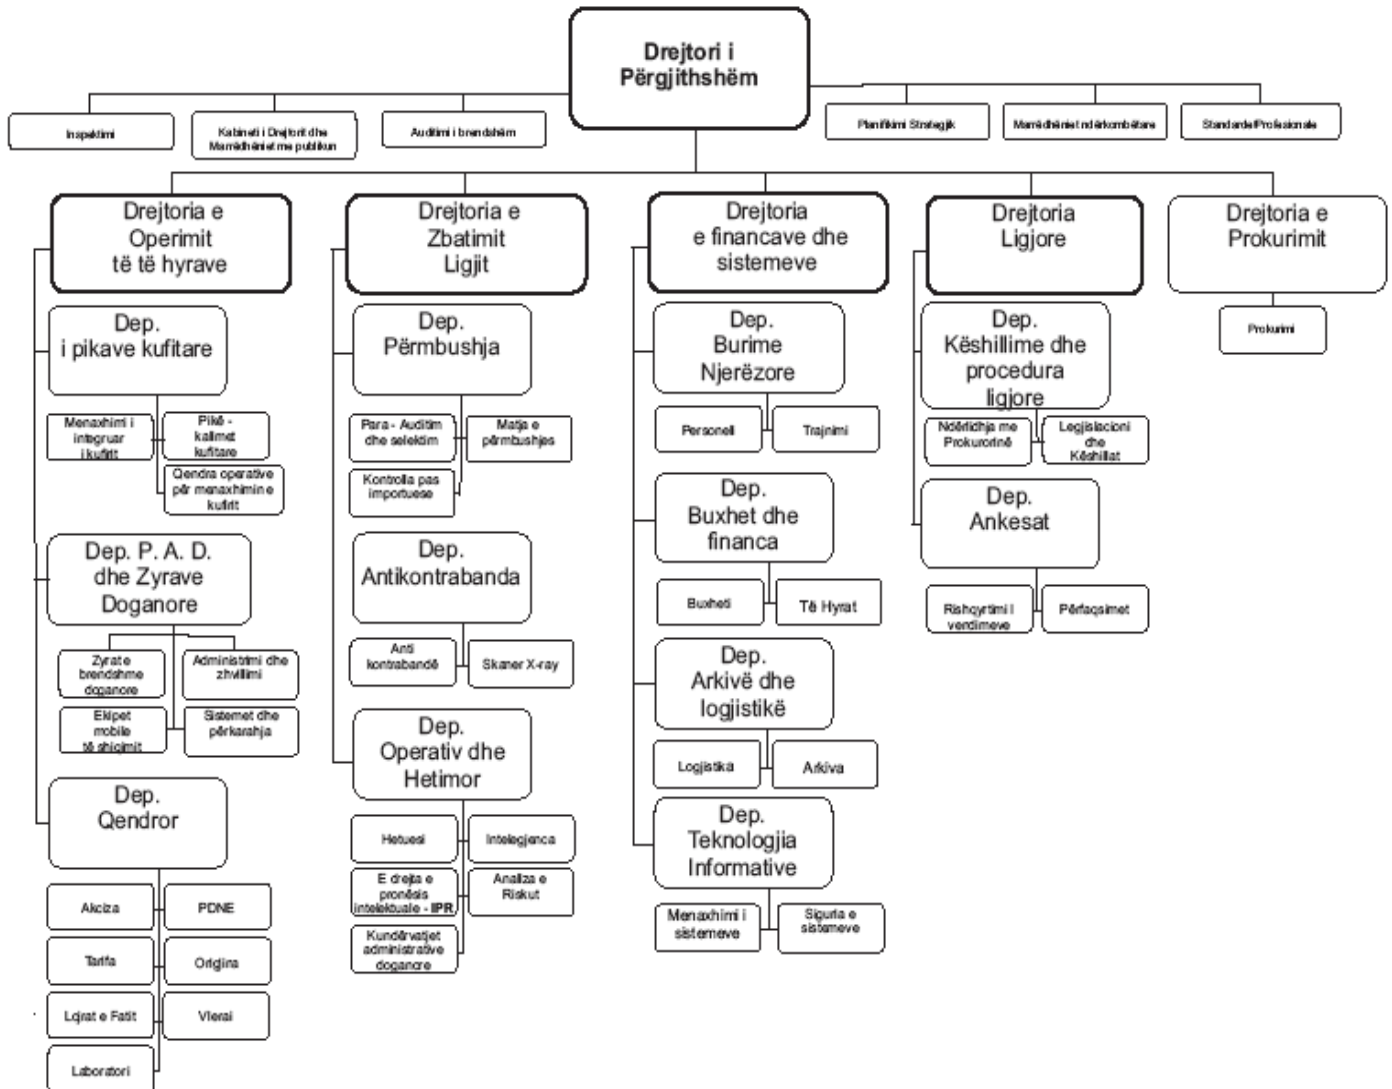 Drejtori i
Përgjithshëm
Inspektimi
Kabineti i Drejtorit dhe
Marrëdhëniet me publikun
Auditimi i brendshëm
Planifikimi Strategjik
Marrëdhëniet ndërkombëtare
Standarde/Profesionale
Drejtoria e
Operimit
të të hyrave
Drejtoria e
Zbatimit
Ligjit
Drejtoria
e financave dhe
sistemeve
Drejtoria
Ligjore
Drejtoria e
Prokurimit
Dep.
i pikave kufitare
Menaxhimi i
integruar
i kufirit
Pikë -
kalimet
kufitare
Qendra operative
për menaxhimin e
kufirit
Dep. P. A. D.
dhe Zyrave
Doganore
Zyrat e
brendshme
doganore
Administrimi dhe
zhvillimi
Ekipet
mobile
të shiqimit
Sistemet dhe
përkarahja
Dep.
Qendror
Akciza
PDNE
Tarifa
Origjina
Lojrat e Fatit
Vlerai
Laboratori
Dep.
Përmbushja
Para - Auditim
dhe selektim
Matja e
përmbushjes
Kontrolla pas
importuese
Dep.
Antikontrabanda
Anti
kontrabandë
Skaner X-ray
Dep.
Operativ dhe
Hetimor
Hetuesi
Intelegjenca
E drejta e
pronësis
intelektuale - IPR
Analiza e
Riskut
Kundërvatjet
administrative
doganore
Dep.
Burime
Njerëzore
Personeli
Trajnimi
Dep.
Buxhet dhe
financa
Buxheti
Të Hyrat
Dep.
Arkivë dhe
logjistikë
Logjistika
Arkiva
Dep.
Teknologjia
Informative
Menaxhimi i
sistemeve
Siguria e
sistemeve
Dep.
Këshillime dhe
procedura
ligjore
Ndërlidhja me
Prokurorinë
Legjislacioni
dhe
Këshillat
Dep.
Ankesat
Rishqyrtimi I
vendimeve
Përfaqsimet
Prokurimi